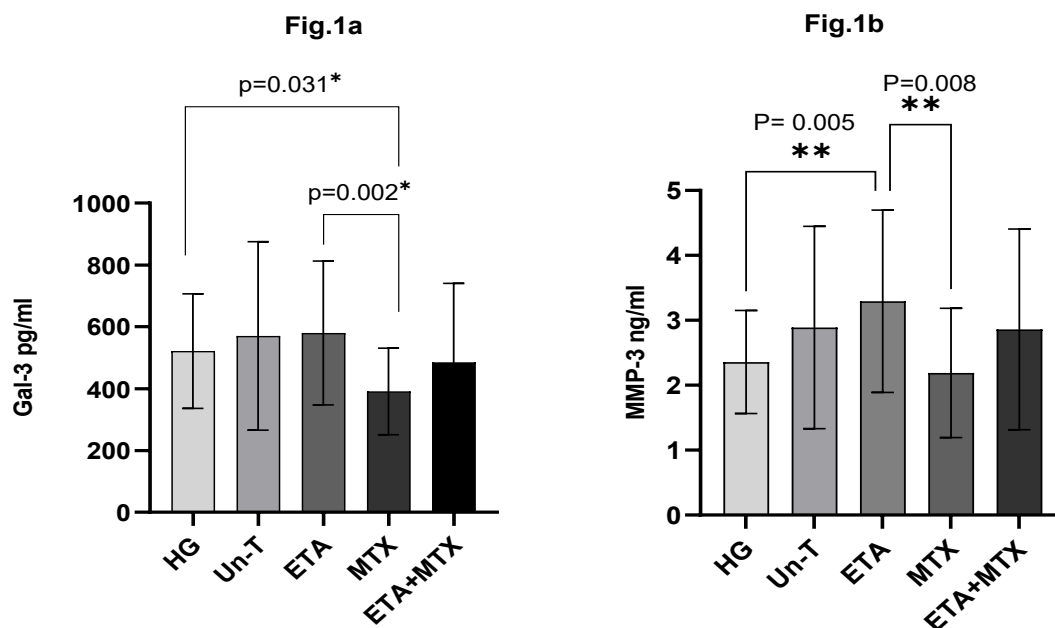 Fig.1a
p=0.031*
p=0.002*
Gal-3 pg/ml
1000
800
600
400
200
0
HG
Un-T
ETA
MTX
ETA+MTX
Fig.1b
P=0.008
**
P= 0.005
**
MMP-3 ng/ml
5
4
3
2
1
0
HG
Un-T
ETA
MTX
ETA+MTX